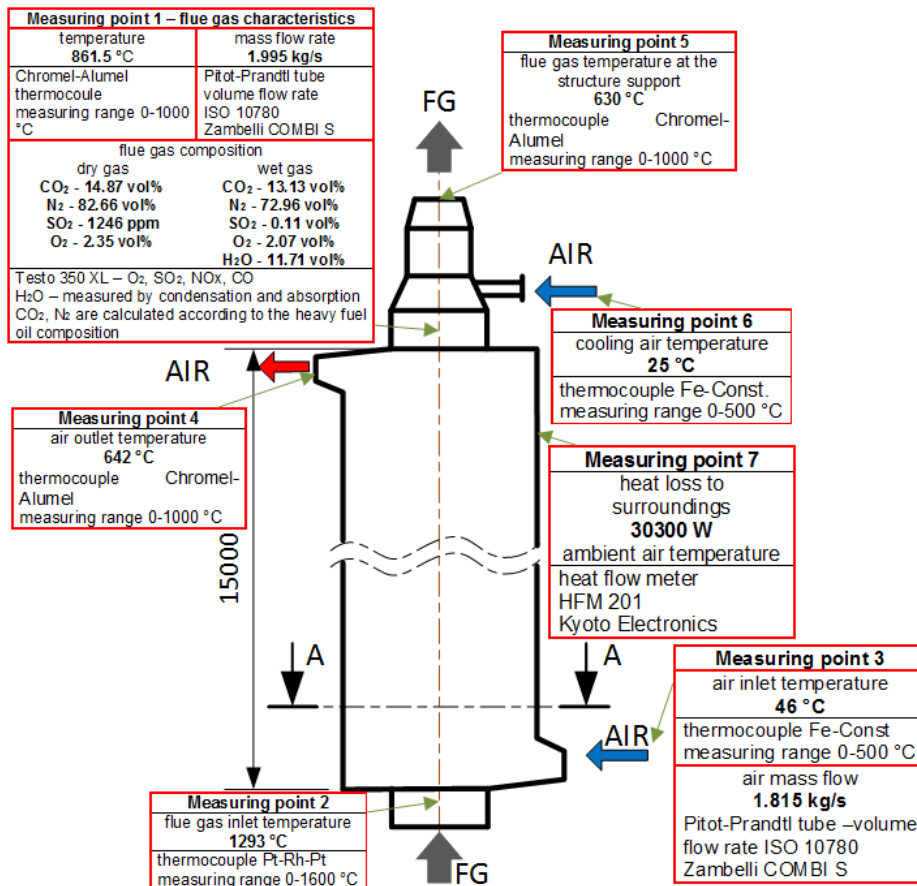 Measuring point 1 – flue gas characteristics
temperature
861.5 °C
mass flow rate
1.995 kg/s
Chromel-Alumel
thermocoule
measuring range 0-1000
°C
Pitot-Prandtl tube
volume flow rate
ISO 10780
Zambelli COMBI S
flue gas composition
dry gas
CO₂ - 14.87 vol%
N₂ - 82.66 vol%
SO₂ - 1246 ppm
O₂ - 2.35 vol%
wet gas
CO₂ - 13.13 vol%
N₂ - 72.96 vol%
SO₂ - 0.11 vol%
O₂ - 2.07 vol%
H₂O - 11.71 vol%
Testo 350 XL – O₂, SO₂, NOx, CO
H₂O – measured by condensation and absorption
CO₂, N₂ are calculated according to the heavy fuel
oil composition
FG
Measuring point 5
flue gas temperature at the
structure support
630 °C
thermocouple Chromel-
Alumel
measuring range 0-1000 °C
AIR
Measuring point 6
cooling air temperature
25 °C
thermocouple Fe-Const.
measuring range 0-500 °C
AIR
Measuring point 4
air outlet temperature
642 °C
thermocouple Chromel-
Alumel
measuring range 0-1000 °C
Measuring point 7
heat loss to
surroundings
30300 W
ambient air temperature
heat flow meter
HFM 201
Kyoto Electronics
15000
A
A
Measuring point 3
air inlet temperature
46 °C
thermocouple Fe-Const
measuring range 0-500 °C
air mass flow
1.815 kg/s
Pitot-Prandtl tube –volume
flow rate ISO 10780
Zambelli COMBI S
AIR
Measuring point 2
flue gas inlet temperature
1293 °C
thermocouple Pt-Rh-Pt
measuring range 0-1600 °C
FG